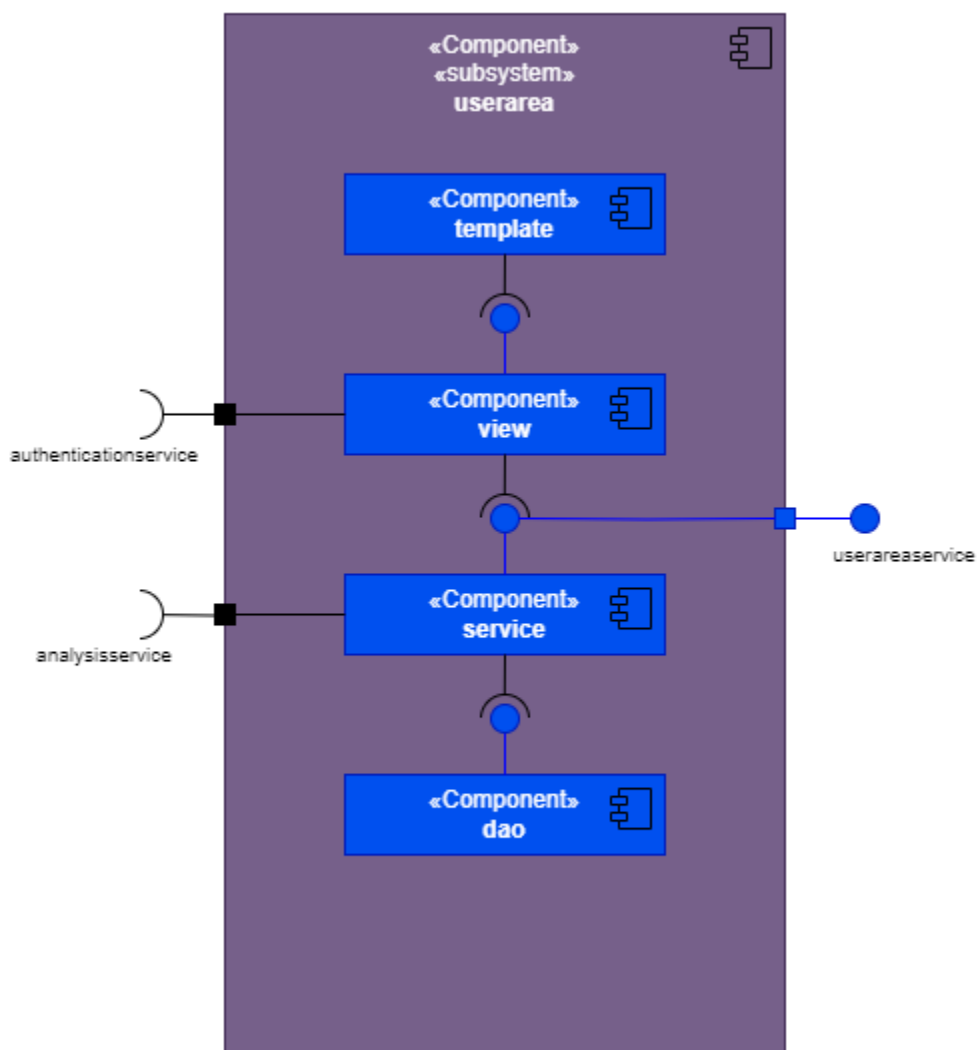 «Component»
«subsystem»
userarea
«Component»
template
«Component»
view
authenticationservice
userareaservice
«Component»
service
analysisservice
«Component»
dao